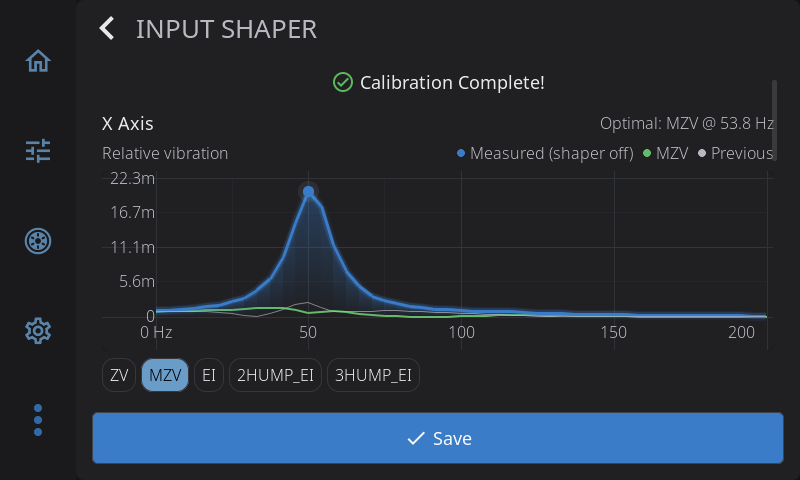 INPUT SHAPER
Calibration Complete!
X Axis
Optimal: MZV @ 53.8 Hz
Relative vibration
Measured (shaper off) MZV Previous
22.3m
16.7m
11.1m
5.6m
0
0 Hz 50 100 150 200
ZV MZV EI 2HUMP_EI 3HUMP_EI
Save